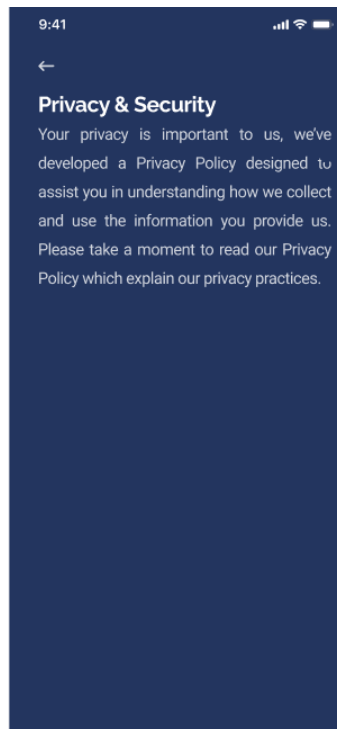 9:41
Privacy & Security
Your privacy is important to us, we've
developed a Privacy Policy designed to
assist you in understanding how we collect
and use the information you provide us.
Please take a moment to read our Privacy
Policy which explain our privacy practices.